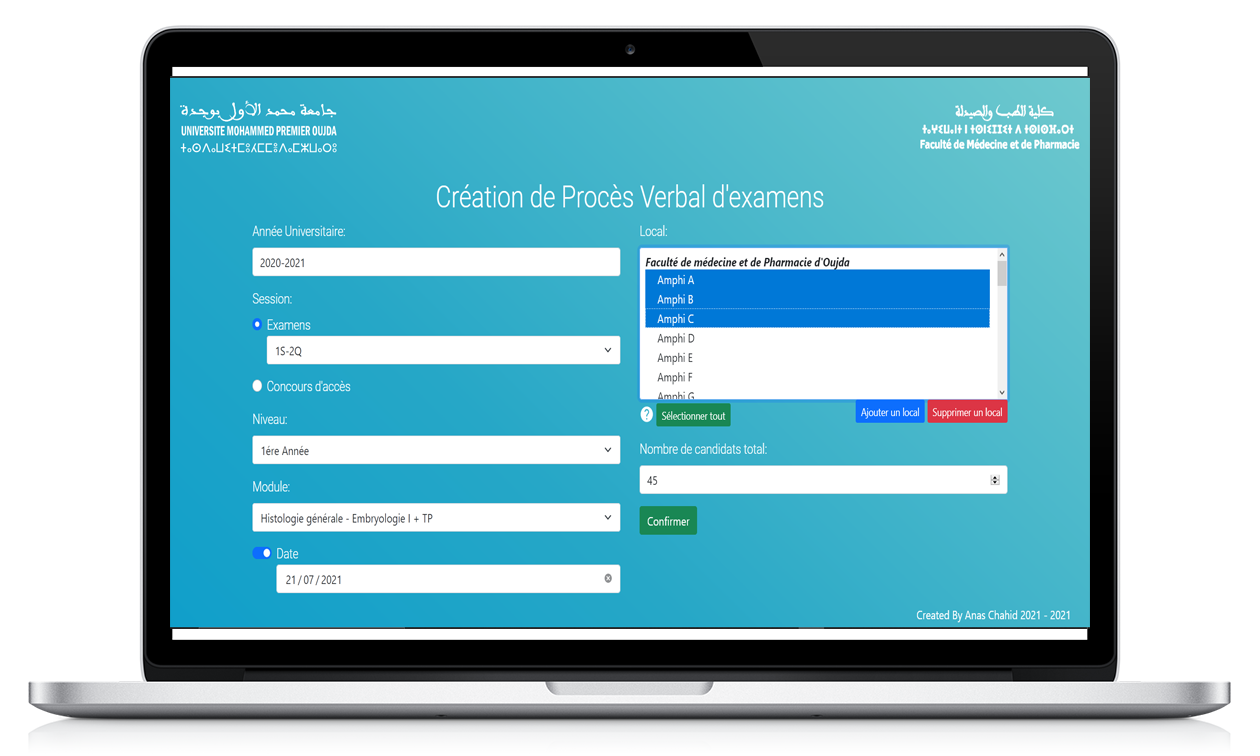 جامعة محمد الأول بوجدة
UNIVERSITE MOHAMMED PREMIER OUJDA
ⵜⴰⵙⴷⴰⵡⵉⵜ ⵎⵓⵃⵎⵎⵓⴷ ⴰⵎⵣⵡⴰⵔⵓ
كلية الطب والصيدلة
Faculté de Médecine et de Pharmacie
Création de Procès Verbal d'examens
Année Universitaire:
2020-2021
Session:
Examens
1S-2Q
Concours d'accès
Niveau:
1ére Année
Module:
Histologie générale - Embryologie I + TP
Date
21/07/2021
Local:
Faculté de médecine et de Pharmacie d'Oujda
Amphi A
Amphi B
Amphi C
Amphi D
Amphi E
Amphi F
Amphi G
?
Sélectionner tout
Ajouter un local
Supprimer un local
Nombre de candidats total:
45
Confirmer
Created By Anas Chahid 2021 - 2021